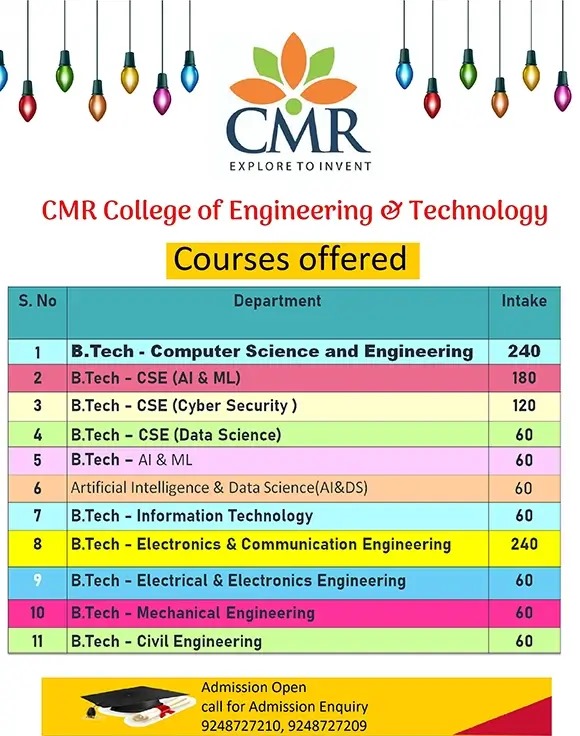 CMR
EXPLORE TO INVENT
CMR College of Engineering & Technology
Courses offered
S. No Department Intake
1 B.Tech - Computer Science and Engineering 240
2 B.Tech - CSE (AI & ML) 180
3 B.Tech - CSE (Cyber Security ) 120
4 B.Tech – CSE (Data Science) 60
5 B.Tech – AI & ML 60
6 Artificial Intelligence & Data Science(AI&DS) 60
7 B.Tech - Information Technology 60
8 B.Tech - Electronics & Communication Engineering 240
9 B.Tech - Electrical & Electronics Engineering 60
10 B.Tech - Mechanical Engineering 60
11 B.Tech - Civil Engineering 60
Admission Open
call for Admission Enquiry
9248727210, 9248727209